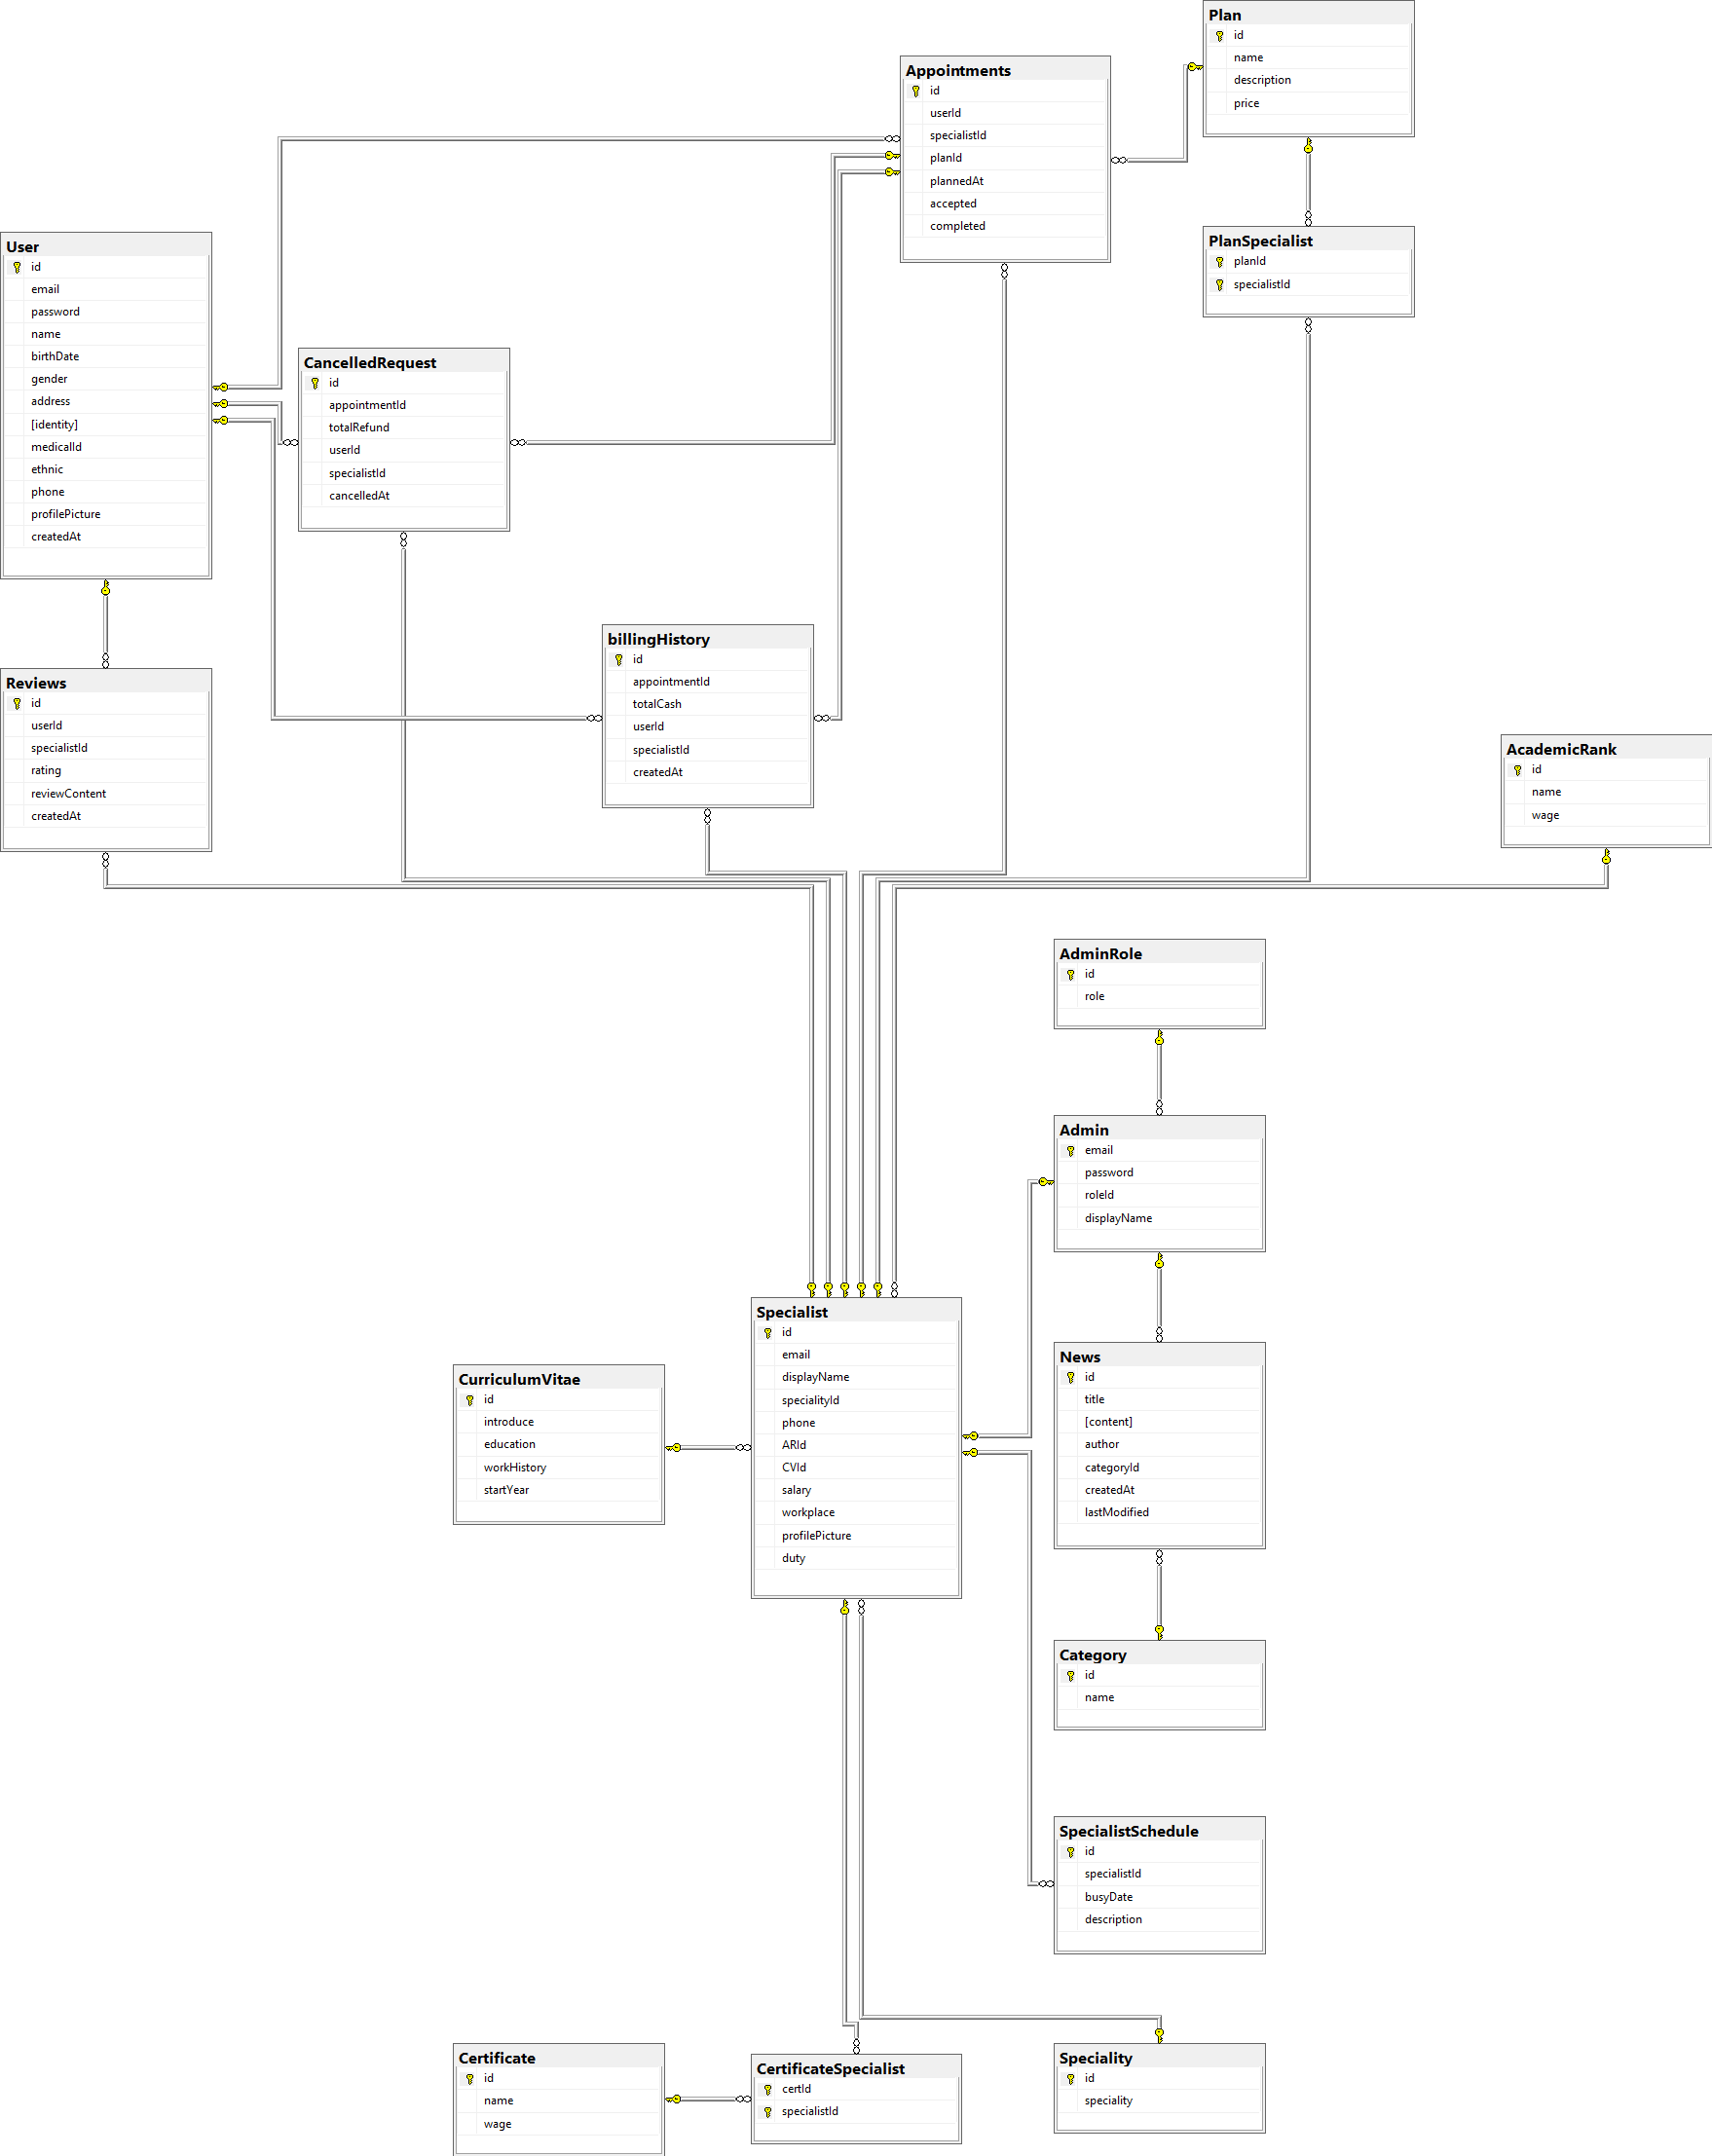 Plan
id
name
description
price
Appointments
id
userId
specialistId
planId
plannedAt
accepted
completed
PlanSpecialist
planId
specialistId
User
id
email
password
name
birthDate
gender
address
[identity]
medicalId
ethnic
phone
profilePicture
createdAt
CancelledRequest
id
appointmentId
totalRefund
userId
specialistId
cancelledAt
billingHistory
id
appointmentId
totalCash
userId
specialistId
createdAt
Reviews
id
userId
specialistId
rating
reviewContent
createdAt
AcademicRank
id
name
wage
AdminRole
id
role
Admin
email
password
roleId
displayName
Specialist
id
email
displayName
specialityId
phone
ARId
CVId
salary
workplace
profilePicture
duty
CurriculumVitae
id
introduce
education
workHistory
startYear
News
id
title
[content]
author
categoryId
createdAt
lastModified
Category
id
name
SpecialistSchedule
id
specialistId
busyDate
description
Certificate
id
name
wage
CertificateSpecialist
certId
specialistId
Speciality
id
speciality